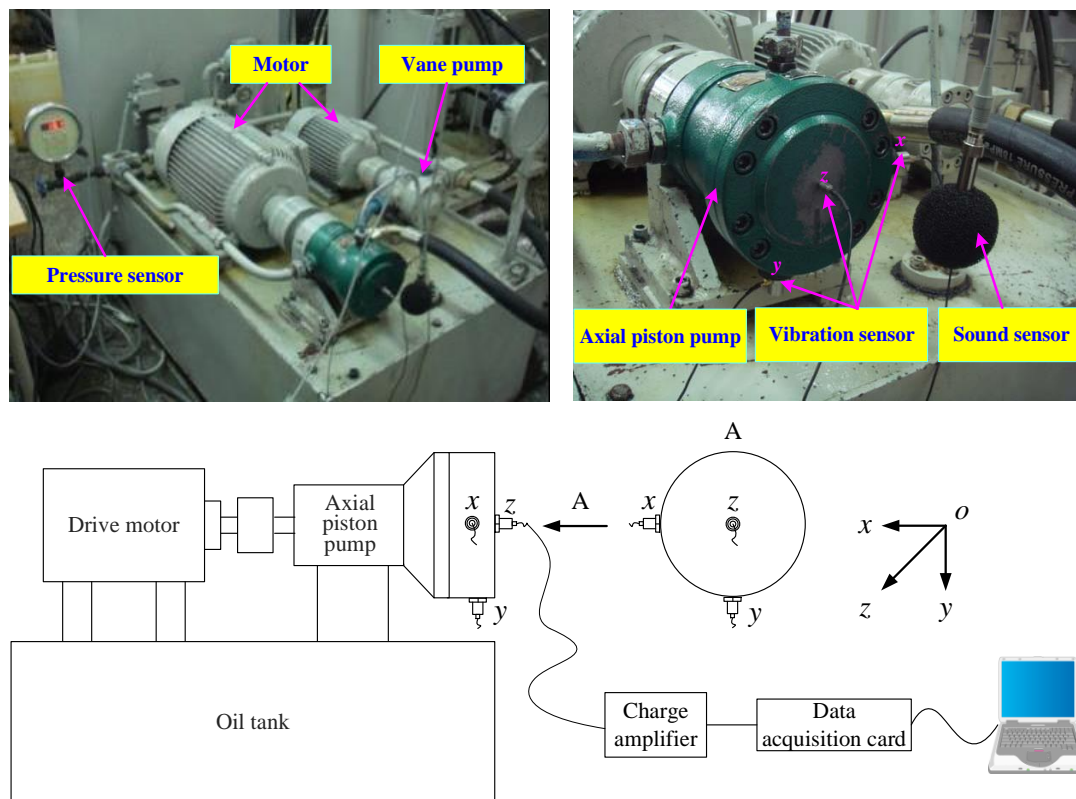 Motor
Vane pump
Pressure sensor
x
z
y
Axial piston pump
Vibration sensor
Sound sensor
PRESSURE 16MP
A
Drive motor
Axial
piston
pump
x
z
A
x
z
o
x
y
y
z
y
Oil tank
Charge
amplifier
Data
acquisition card